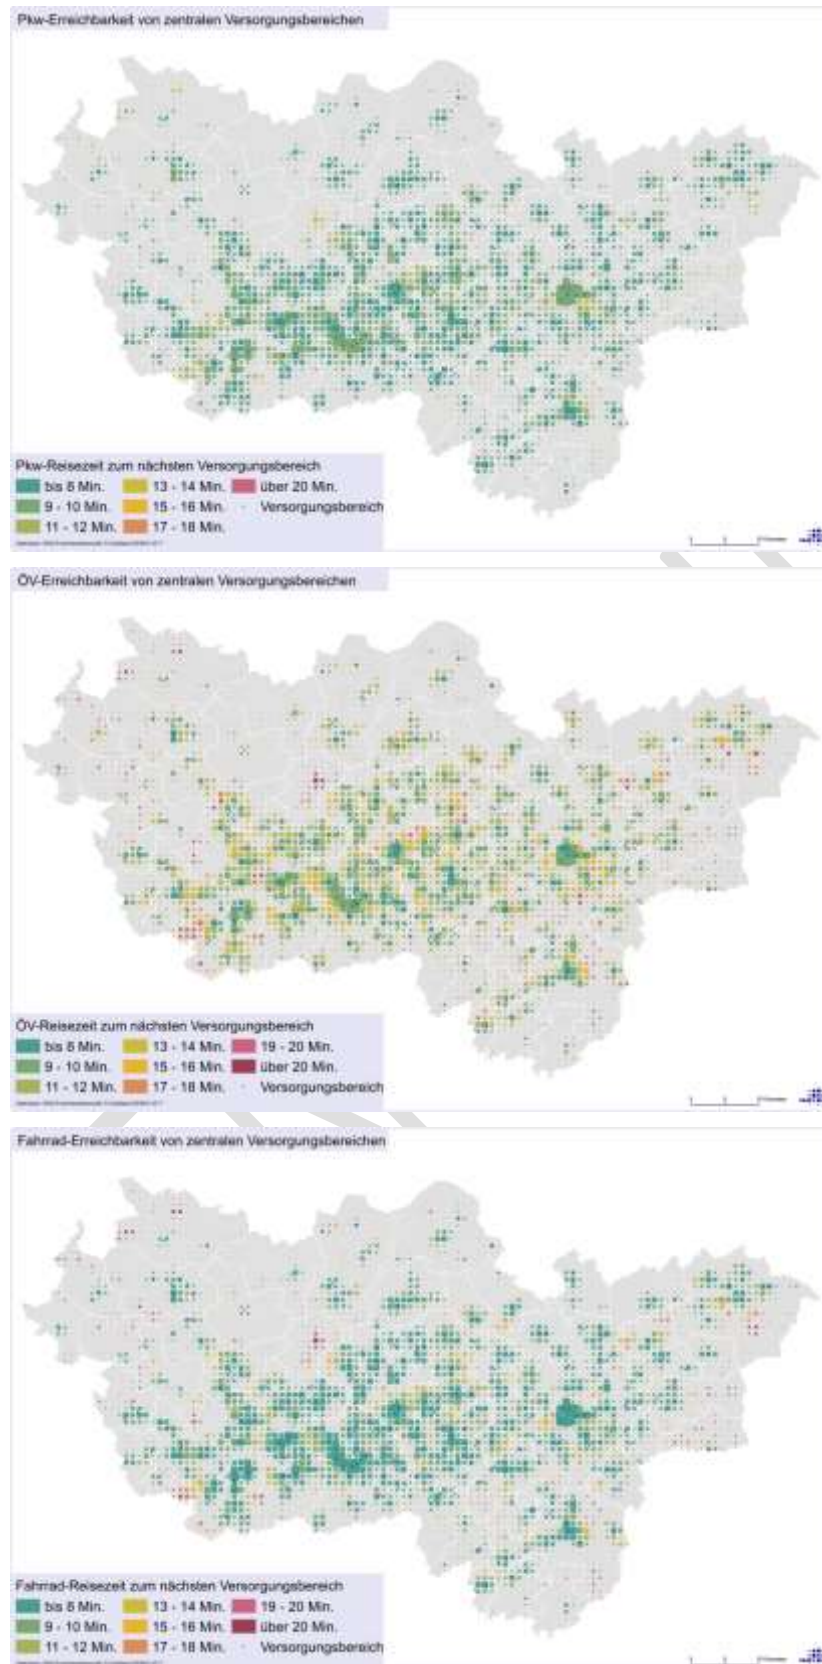 Pkw-Erreichbarkeit von zentralen Versorgungsbereichen
Pkw-Reisezeit zum nächsten Versorgungsbereich
bis 8 Min. 13 - 14 Min. über 20 Min.
9 - 10 Min. 15 - 16 Min. Versorgungsbereich
11 - 12 Min. 17 - 18 Min.
ÖV-Erreichbarkeit von zentralen Versorgungsbereichen
ÖV-Reisezeit zum nächsten Versorgungsbereich
bis 8 Min. 13 - 14 Min. 19 - 20 Min.
9 - 10 Min. 15 - 16 Min. über 20 Min.
11 - 12 Min. 17 - 18 Min. Versorgungsbereich
Fahrrad-Erreichbarkeit von zentralen Versorgungsbereichen
Fahrrad-Reisezeit zum nächsten Versorgungsbereich
bis 8 Min. 13 - 14 Min. 19 - 20 Min.
9 - 10 Min. 15 - 16 Min. über 20 Min.
11 - 12 Min. 17 - 18 Min. Versorgungsbereich